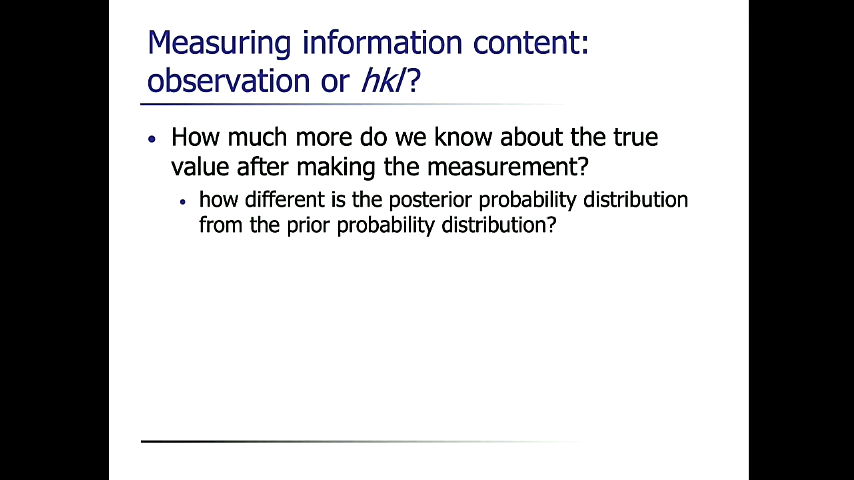 Measuring information content:
observation or hkl?
• How much more do we know about the true
value after making the measurement?
• how different is the posterior probability distribution
from the prior probability distribution?